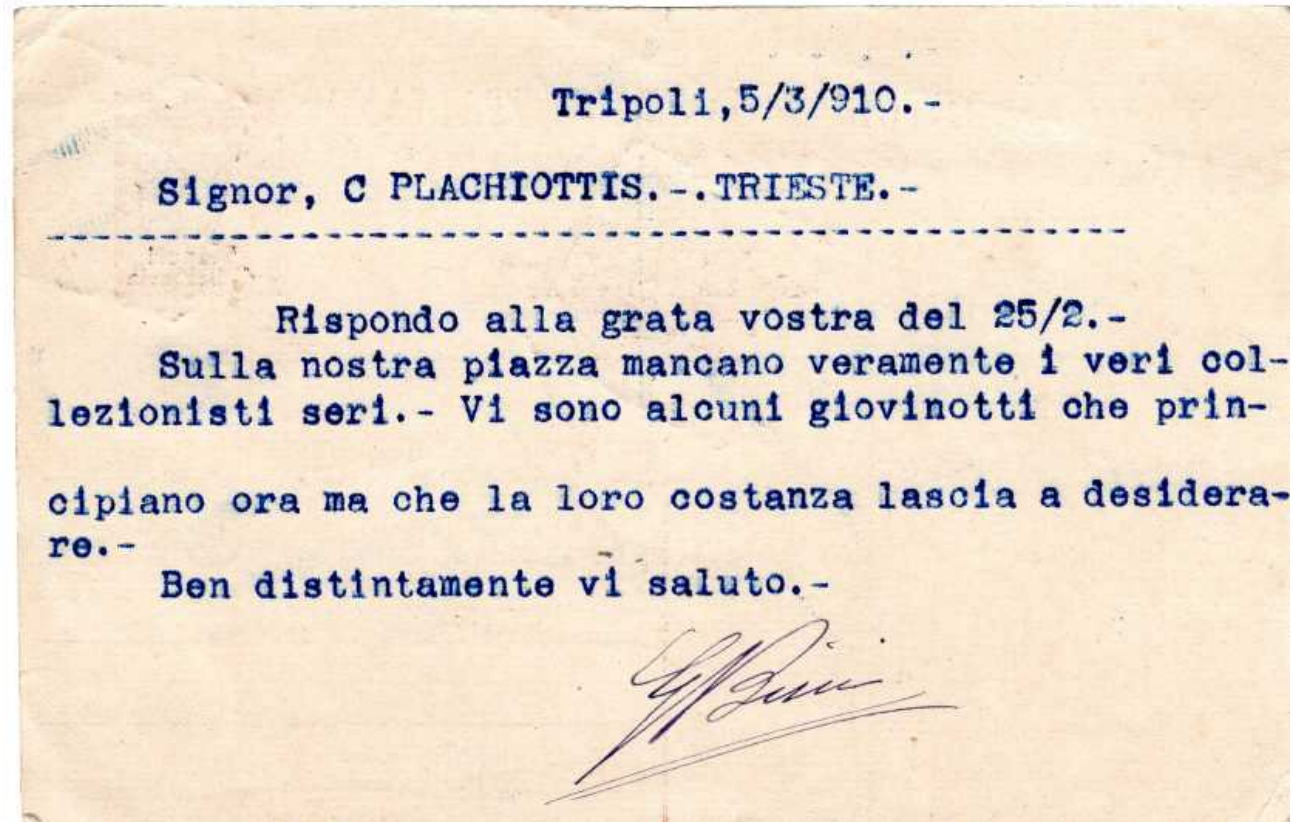 Tripoli,5/3/910.-
Signor, C PLACHIOTTIS.-.TRIESTE.-
Rispondo alla grata vostra del 25/2.-
Sulla nostra piazza mancano veramente i veri col-
lezionisti seri.- Vi sono alcuni giovinotti che prin-
cipiano ora ma che la loro costanza lascia a desidera-
re.-
Ben distintamente vi saluto.-